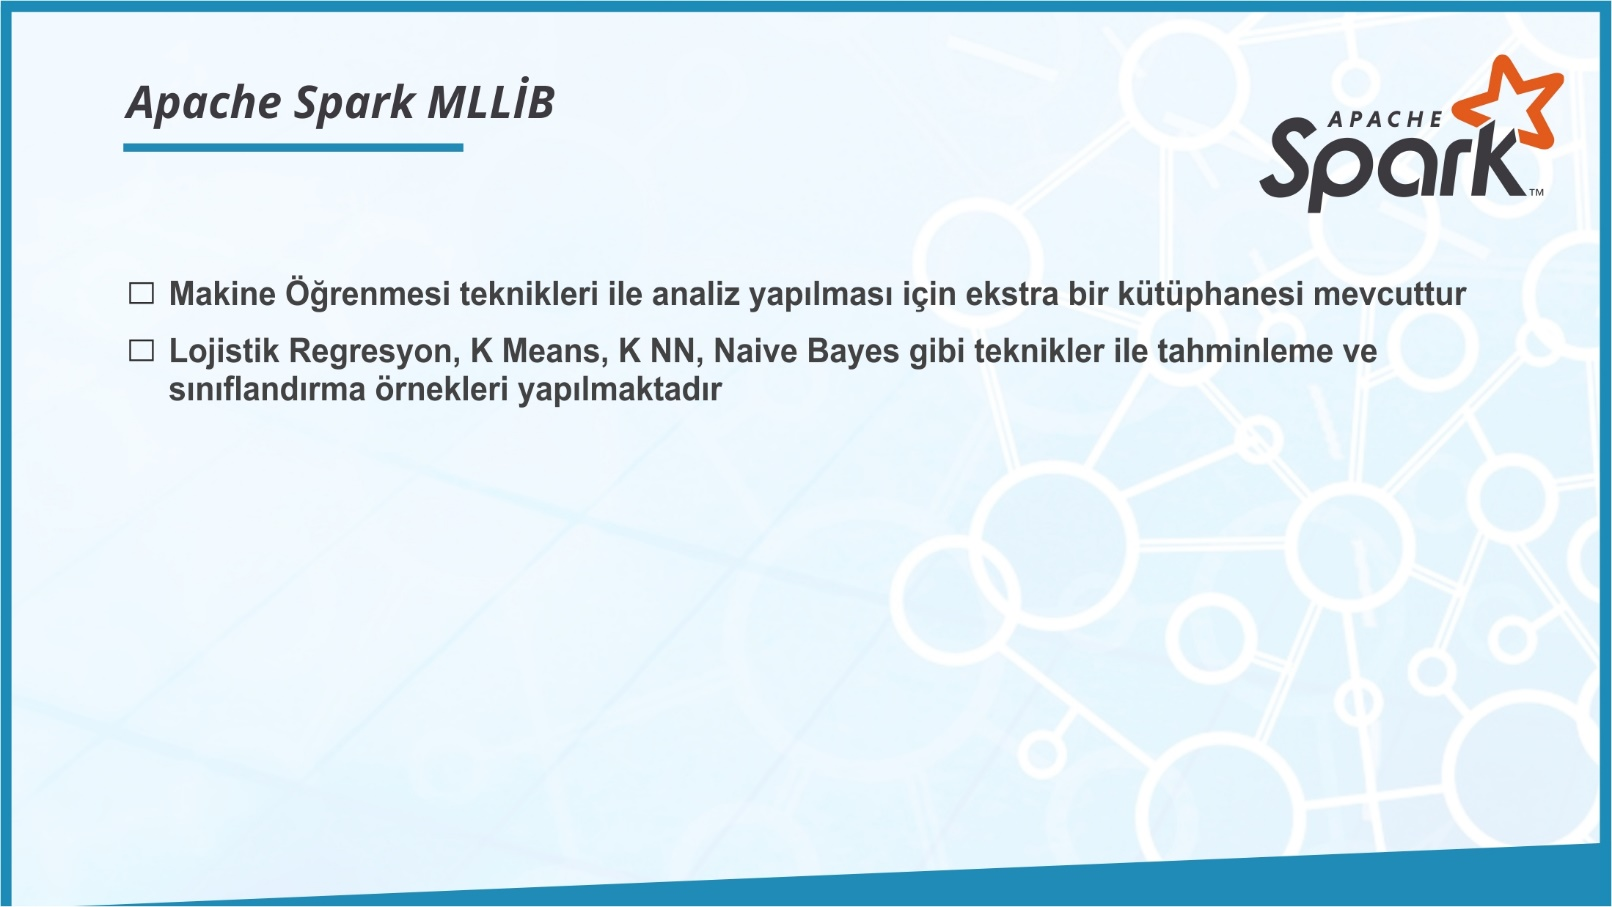 Apache Spark MLLİB
APACHE
Spark™
Makine Öğrenmesi teknikleri ile analiz yapılması için ekstra bir kütüphanesi mevcuttur
Lojistik Regresyon, K Means, K NN, Naive Bayes gibi teknikler ile tahminleme ve
sınıflandırma örnekleri yapılmaktadır